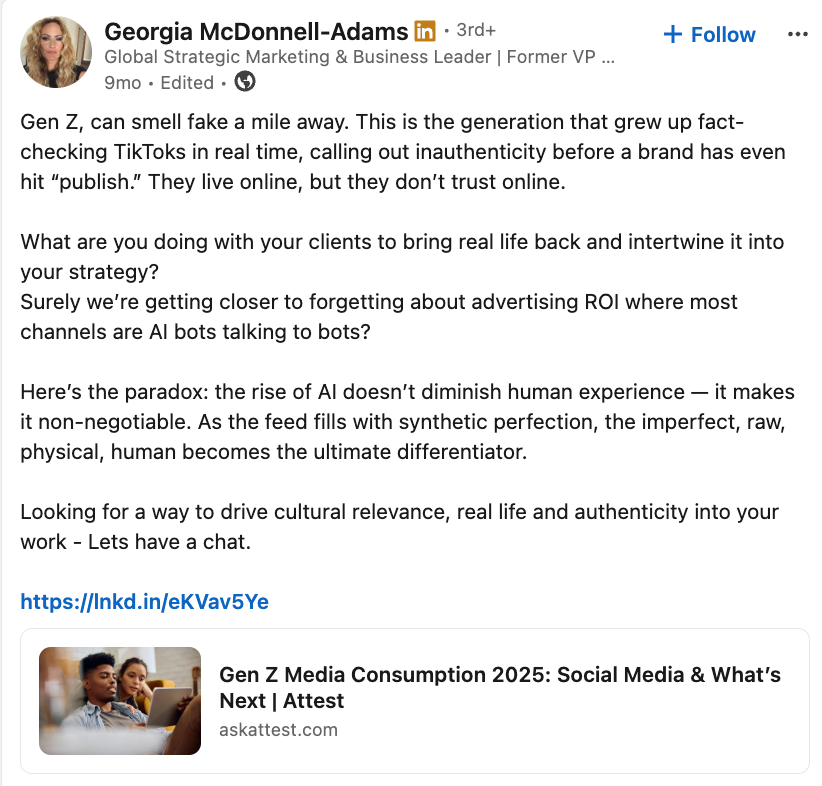 Georgia McDonnell-Adams in · 3rd+
+ Follow
Global Strategic Marketing & Business Leader | Former VP ...
9mo • Edited •
Gen Z, can smell fake a mile away. This is the generation that grew up fact-
checking TikToks in real time, calling out inauthenticity before a brand has even
hit “publish.” They live online, but they don’t trust online.
What are you doing with your clients to bring real life back and intertwine it into
your strategy?
Surely we’re getting closer to forgetting about advertising ROI where most
channels are AI bots talking to bots?
Here’s the paradox: the rise of AI doesn’t diminish human experience — it makes
it non-negotiable. As the feed fills with synthetic perfection, the imperfect, raw,
physical, human becomes the ultimate differentiator.
Looking for a way to drive cultural relevance, real life and authenticity into your
work - Lets have a chat.
https://lnkd.in/eKVav5Ye
Gen Z Media Consumption 2025: Social Media & What’s
Next | Attest
askattest.com